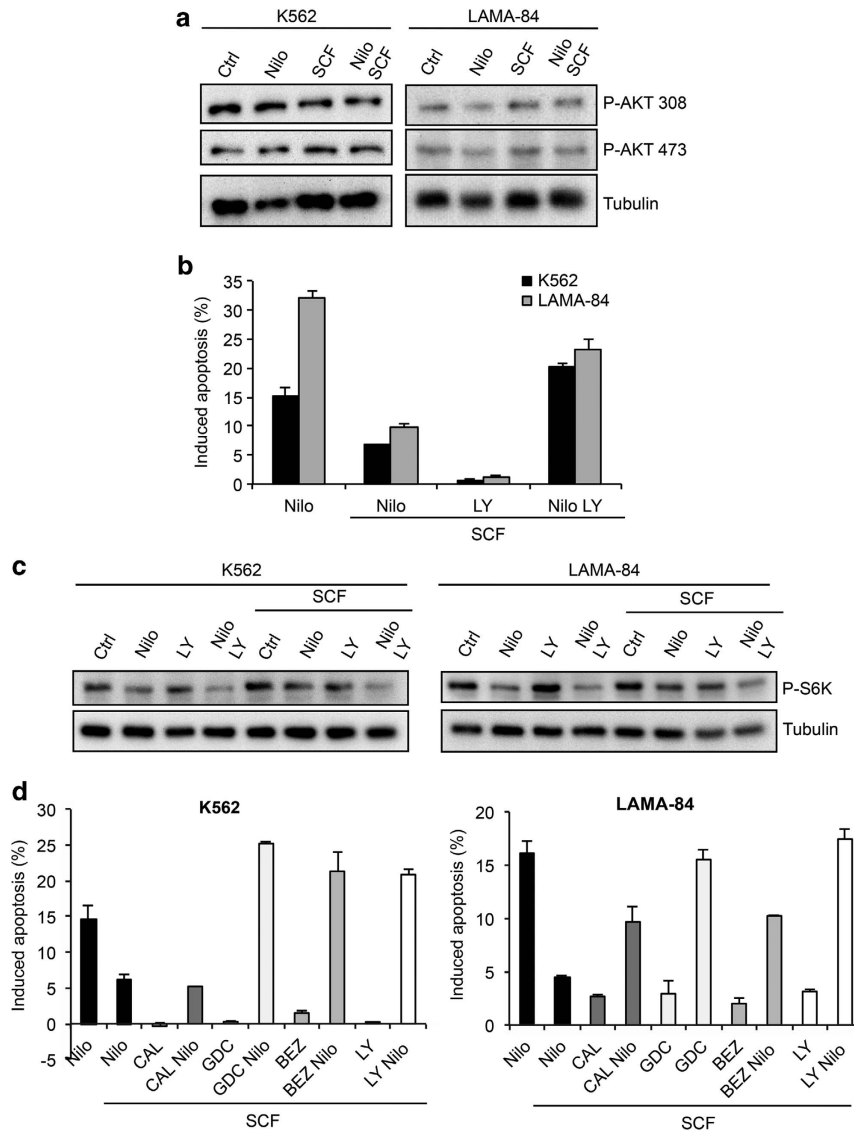 a
K562 LAMA-84
Ctrl Nilo SCF Nilo SCF Ctrl Nilo SCF Nilo SCF
P-AKT 308
P-AKT 473
Tubulin
b
Induced apoptosis (%)
35
30
25
20
15
10
5
0
K562
LAMA-84
Nilo Nilo LY Nilo LY
SCF
c
K562 LAMA-84
SCF SCF
Ctrl Nilo LY Nilo LY Ctrl Nilo LY Nilo LY Ctrl Nilo LY Nilo LY Ctrl Nilo LY Nilo LY
P-S6K
Tubulin
d
K562
Induced apoptosis (%)
30
25
20
15
10
5
0
-5
Nilo Nilo CAL CAL Nilo GDC GDC Nilo BEZ BEZ Nilo LY LY Nilo
SCF
LAMA-84
Induced apoptosis (%)
20
15
10
5
0
Nilo Nilo CAL CAL Nilo GDC GDC BEZ BEZ Nilo LY LY Nilo
SCF